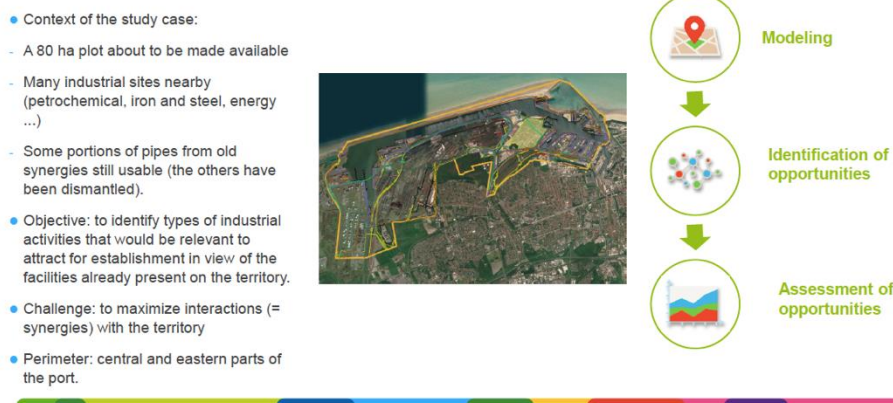 Context of the study case:
- A 80 ha plot about to be made available
- Many industrial sites nearby
(petrochemical, iron and steel, energy
...)
- Some portions of pipes from old
synergies still usable (the others have
been dismantled).
Objective: to identify types of industrial
activities that would be relevant to
attract for establishment in view of the
facilities already present on the territory.
Challenge: to maximize interactions (=
synergies) with the territory
Perimeter: central and eastern parts of
the port.
Modeling
Identification of
opportunities
Assessment of
opportunities